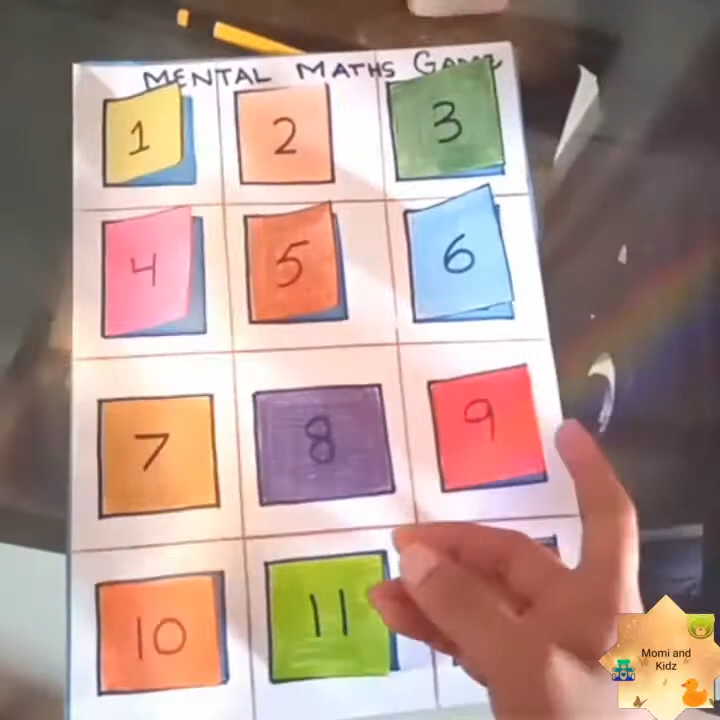 MENTAL MATHS GAME
1 2 3
4 5 6
7 8 9
10 11
Momi and
Kidz